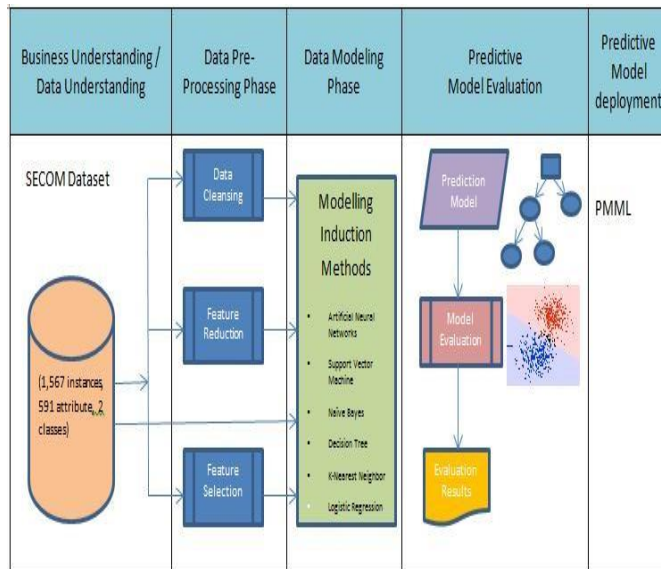 Business Understanding /
Data Understanding
Data Pre-
Processing Phase
Data Modeling
Phase
Predictive
Model Evaluation
Predictive
Model
deployment
SECOM Dataset
(1,567 instances,
591 attribute, 2
classes)
Data
Cleansing
Feature
Reduction
Feature
Selection
Modelling
Induction
Methods
• Artificial Neural
Networks
• Support Vector
Machine
• Naïve Bayes
• Decision Tree
• K-Nearest Neighbor
• Logistic Regression
Prediction
Model
Model
Evaluation
Evaluation
Results
PMML